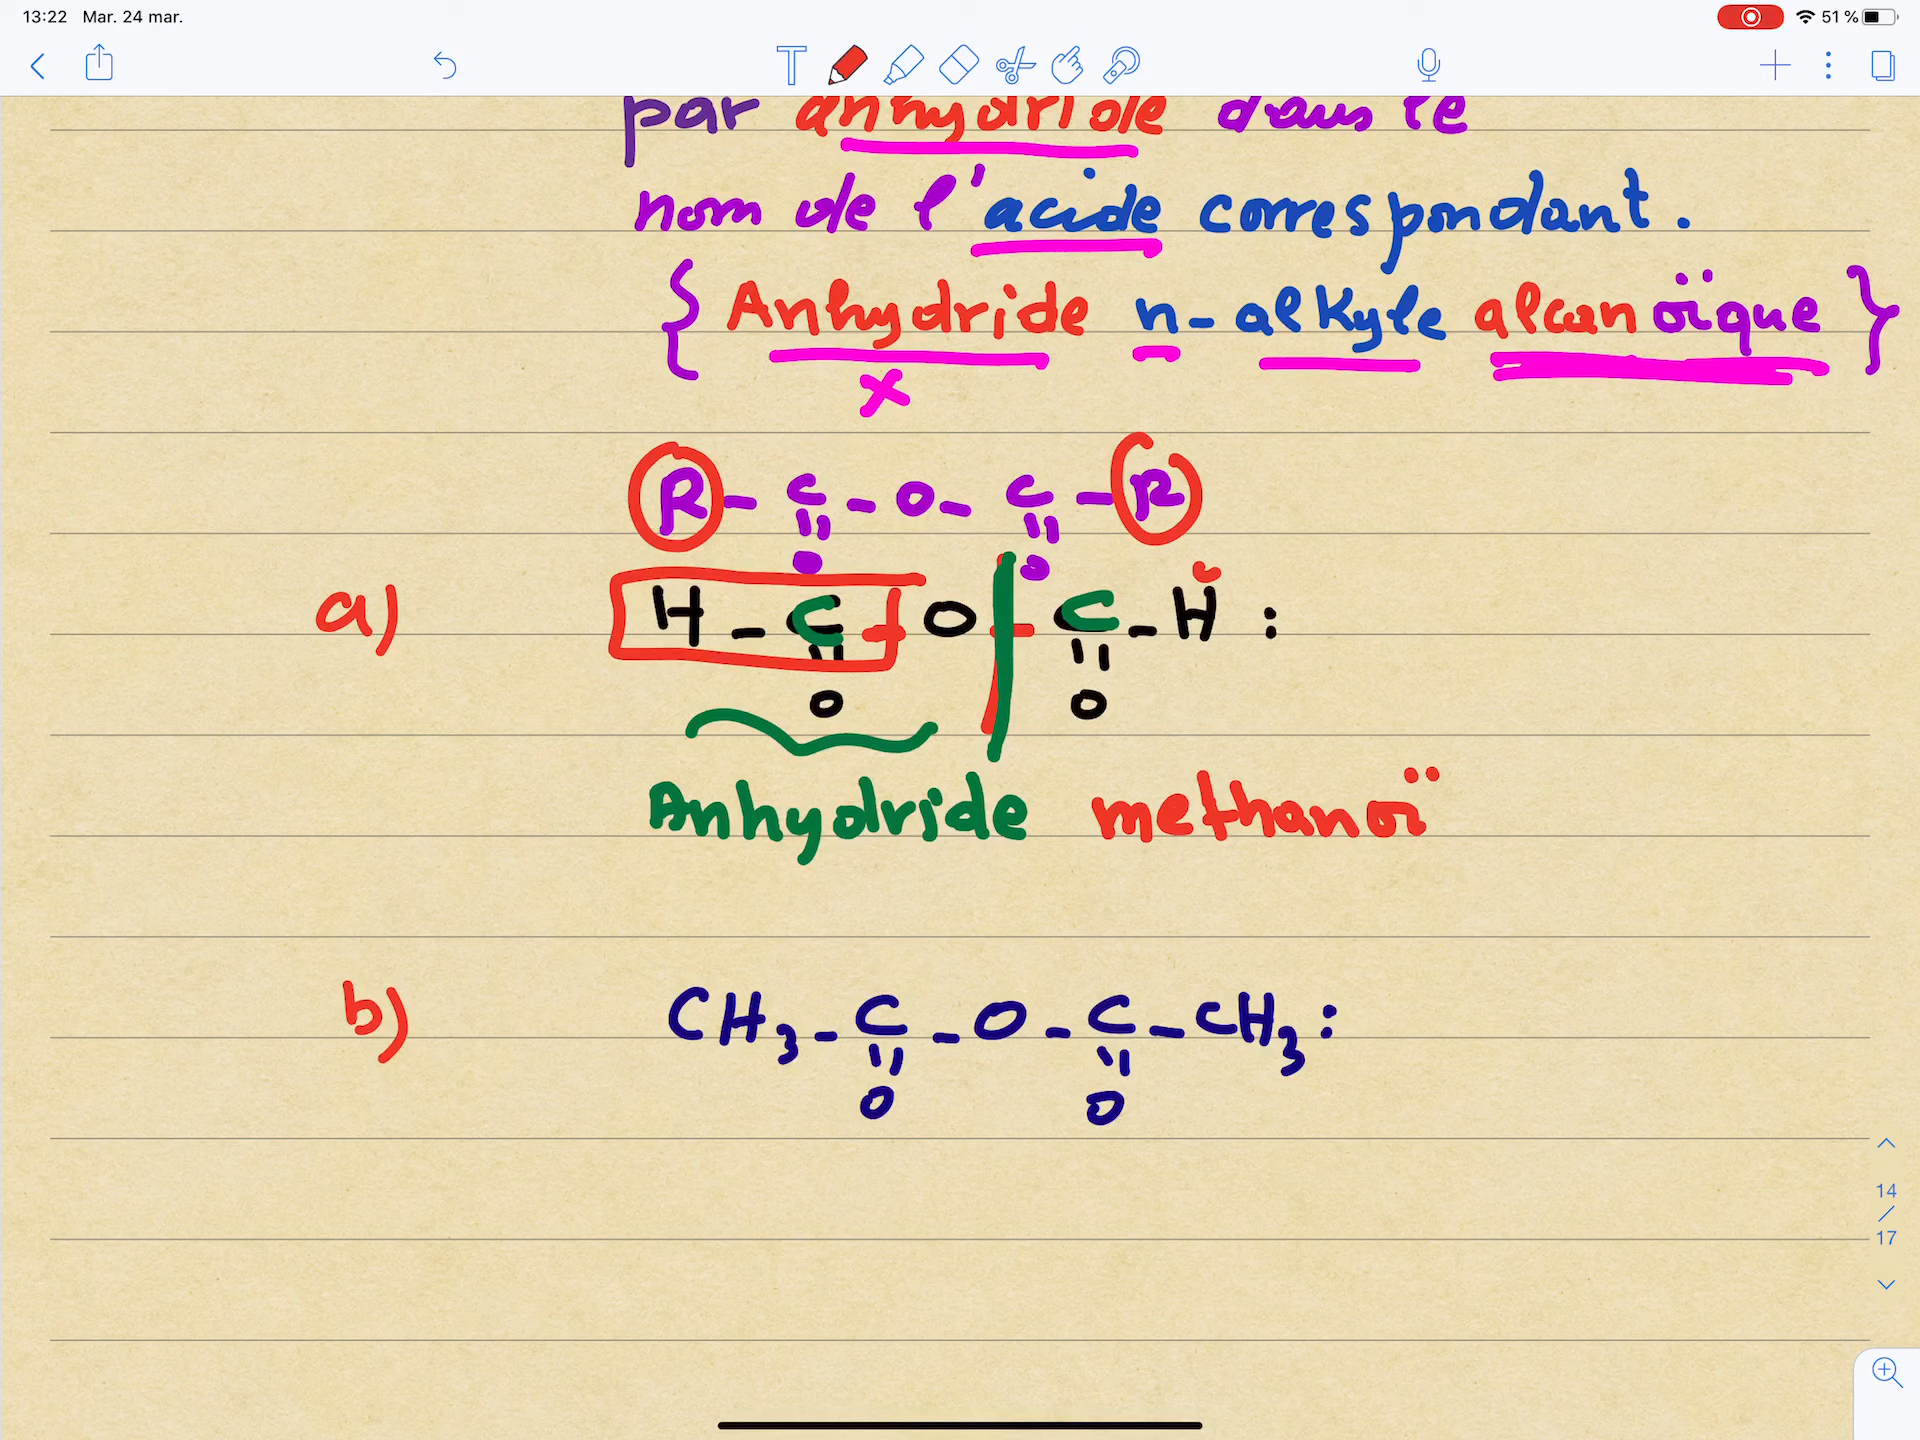 13:22 Mar. 24 mar. 51 %
T
par anhydride dans le
nom de l'acide correspondant.
{ Anhydride n-alkyle alcanoïque }
x
R - C - O - C - R
O O
a) H - C - O - C - H :
O O
Anhydride methanoï
b) CH3 - C - O - C - CH3 :
O O
14
/
17